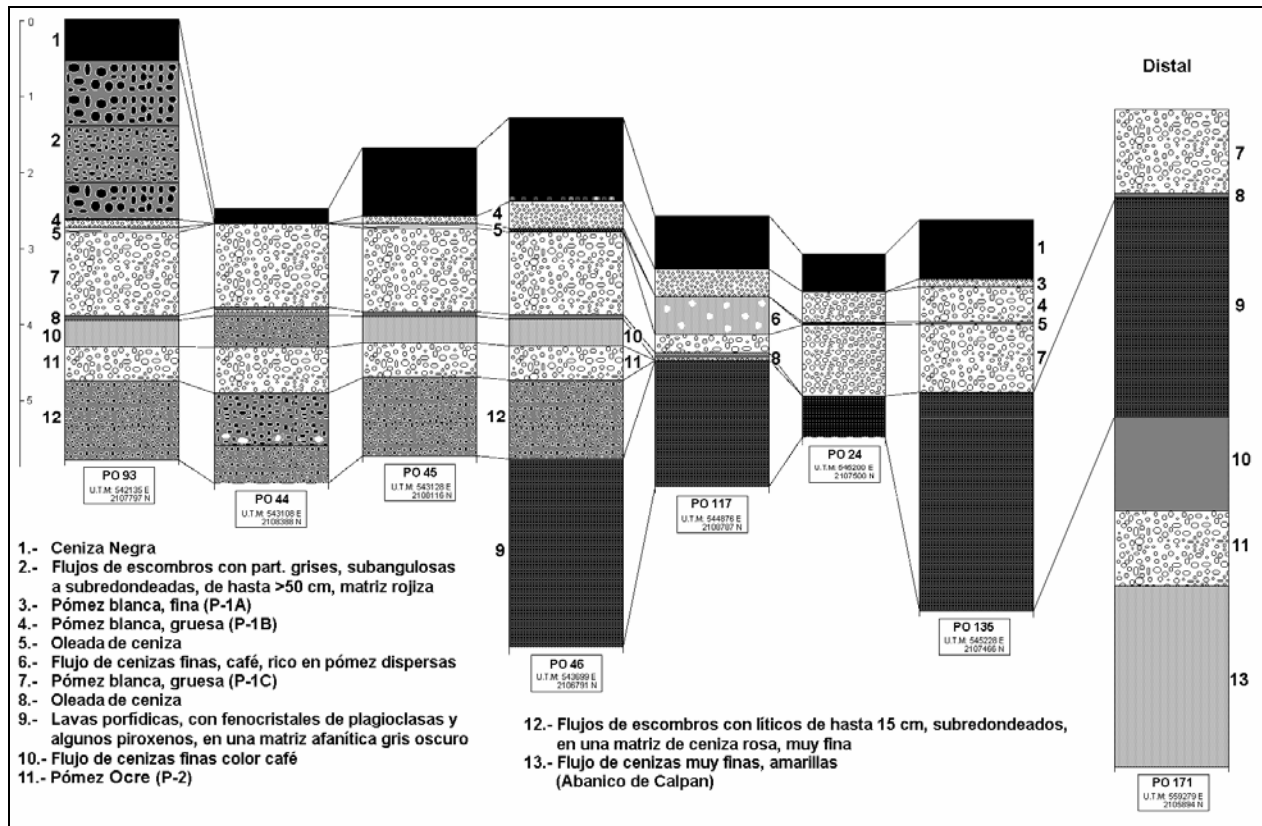 0
1
2
3
4
5
1
2
4
5
7
8
10
11
12
4
5
10
11
12
9
6
8
1
3
4
5
7
Distal
7
8
9
10
11
13
PO 93
U.T.M: 542135 E
2107797 N
PO 44
U.T.M: 543108 E
2108388 N
PO 45
U.T.M: 543128 E
2108116 N
PO 46
U.T.M: 543699 E
2106791 N
PO 117
U.T.M: 544876 E
2108787 N
PO 24
U.T.M: 546200 E
2107500 N
PO 135
U.T.M: 545228 E
2107466 N
PO 171
U.T.M: 559279 E
2105894 N
1.- Ceniza Negra
2.- Flujos de escombros con part. grises, subangulosas
a subredondeadas, de hasta >50 cm, matriz rojiza
3.- Pómez blanca, fina (P-1A)
4.- Pómez blanca, gruesa (P-1B)
5.- Oleada de ceniza
6.- Flujo de cenizas finas, café, rico en pómez dispersas
7.- Pómez blanca, gruesa (P-1C)
8.- Oleada de ceniza
9.- Lavas porfídicas, con fenocristales de plagioclasas y
algunos piroxenos, en una matriz afanítica gris oscuro
10.- Flujo de cenizas finas color café
11.- Pómez Ocre (P-2)
12.- Flujos de escombros con líticos de hasta 15 cm, subredondeados,
en una matriz de ceniza rosa, muy fina
13.- Flujo de cenizas muy finas, amarillas
(Abanico de Calpan)